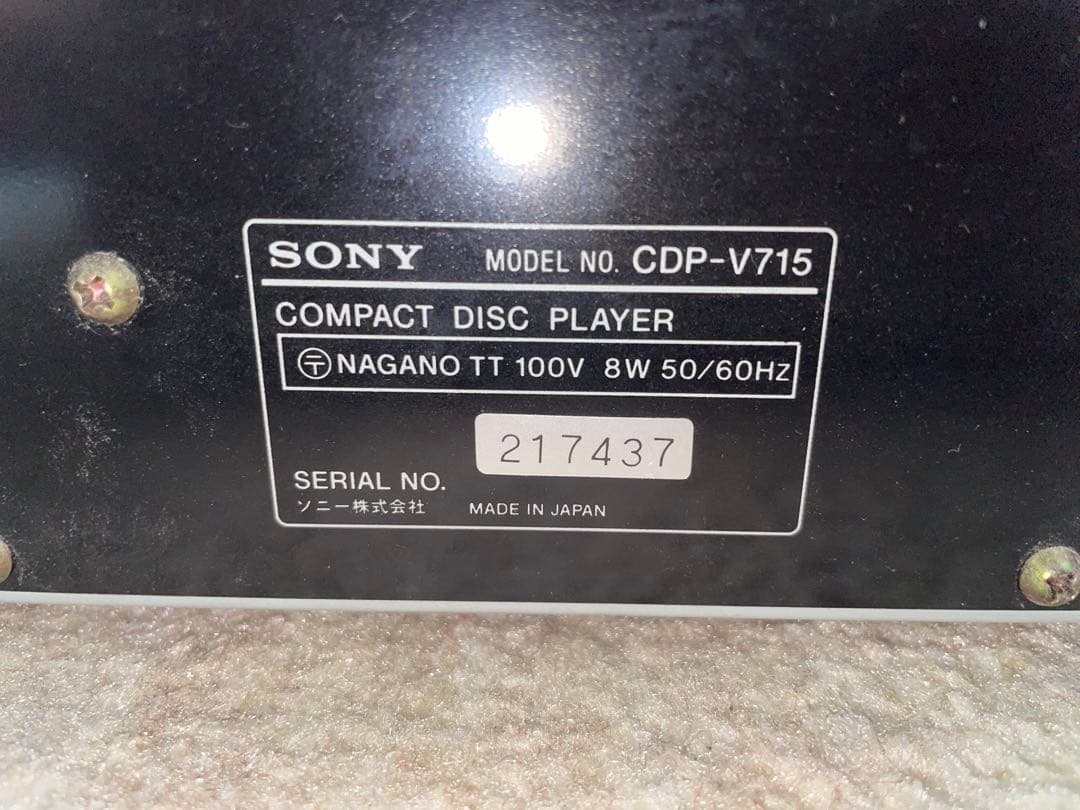 SONY MODEL NO. CDP-V715
COMPACT DISC PLAYER
〶 NAGANO TT 100V 8W 50/60HZ
217437
SERIAL NO.
ソニー株式会社 MADE IN JAPAN